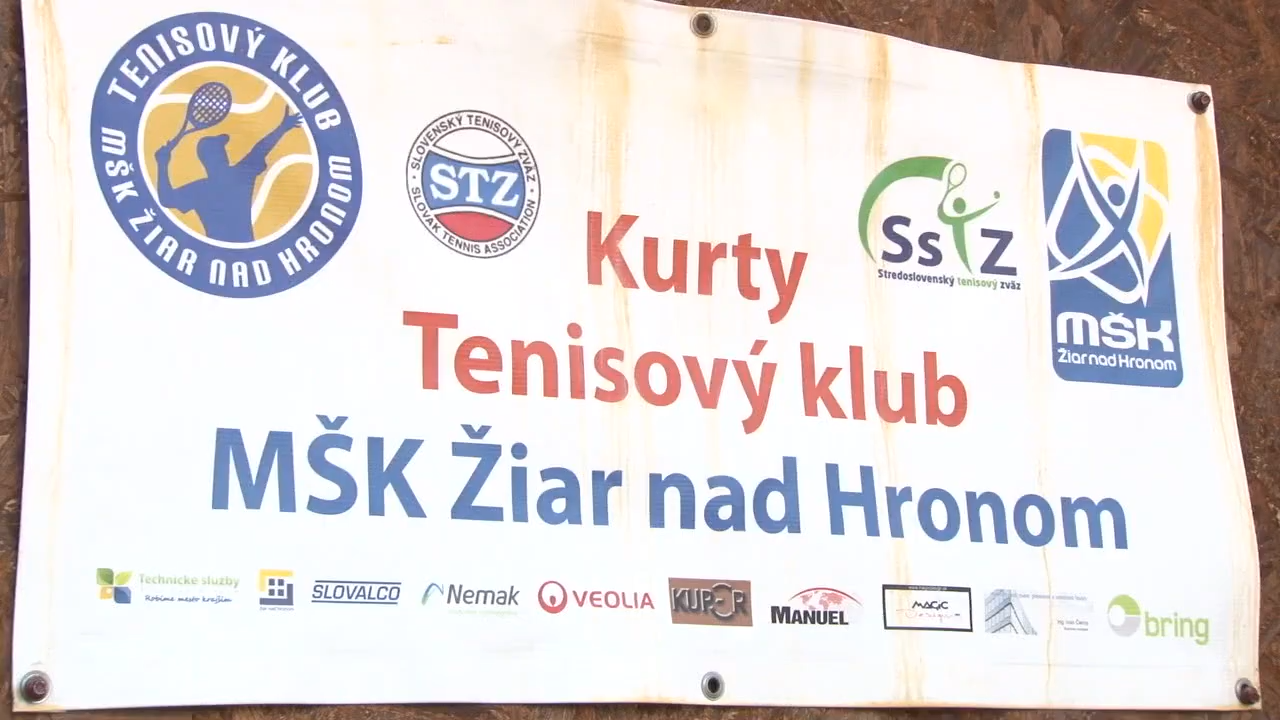 TENISOVÝ KLUB
MŠK ŽIAR NAD HRONOM
SLOVENSKÝ TENISOVÝ ZVÄZ
STZ
SLOVAK TENNIS ASSOCIATION
SsTZ
Stredoslovenský tenisový zväz
MŠK
Žiar nad Hronom
Kurty
Tenisový klub
MŠK Žiar nad Hronom
Technické služby
Robíme mesto krajším
SLOVALCO
Nemak
VEOLIA
KUPER
MANUEL
MAGIC
Design
bring